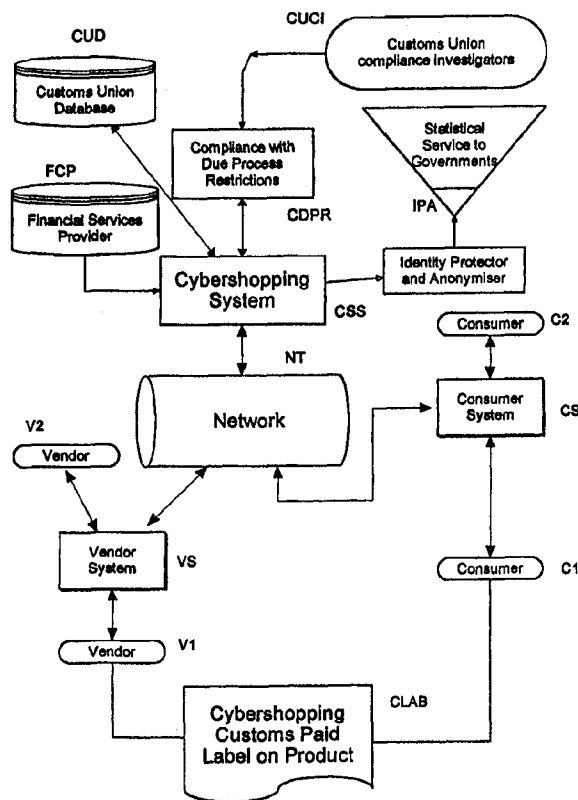 CUCI
Customs Union
compliance investigators
CUD
Customs Union
Database
Compliance with
Due Process
Restrictions
Statistical
Service to
Governments
IPA
FCP
Financial Services
Provider
CDPR
Identity Protector
and Anonymiser
Cybershopping
System
CSS
Consumer
C2
NT
Network
Consumer
System
CS
V2
Vendor
Vendor
System
VS
Consumer
C1
Vendor
V1
CLAB
Cybershopping
Customs Paid
Label on Product